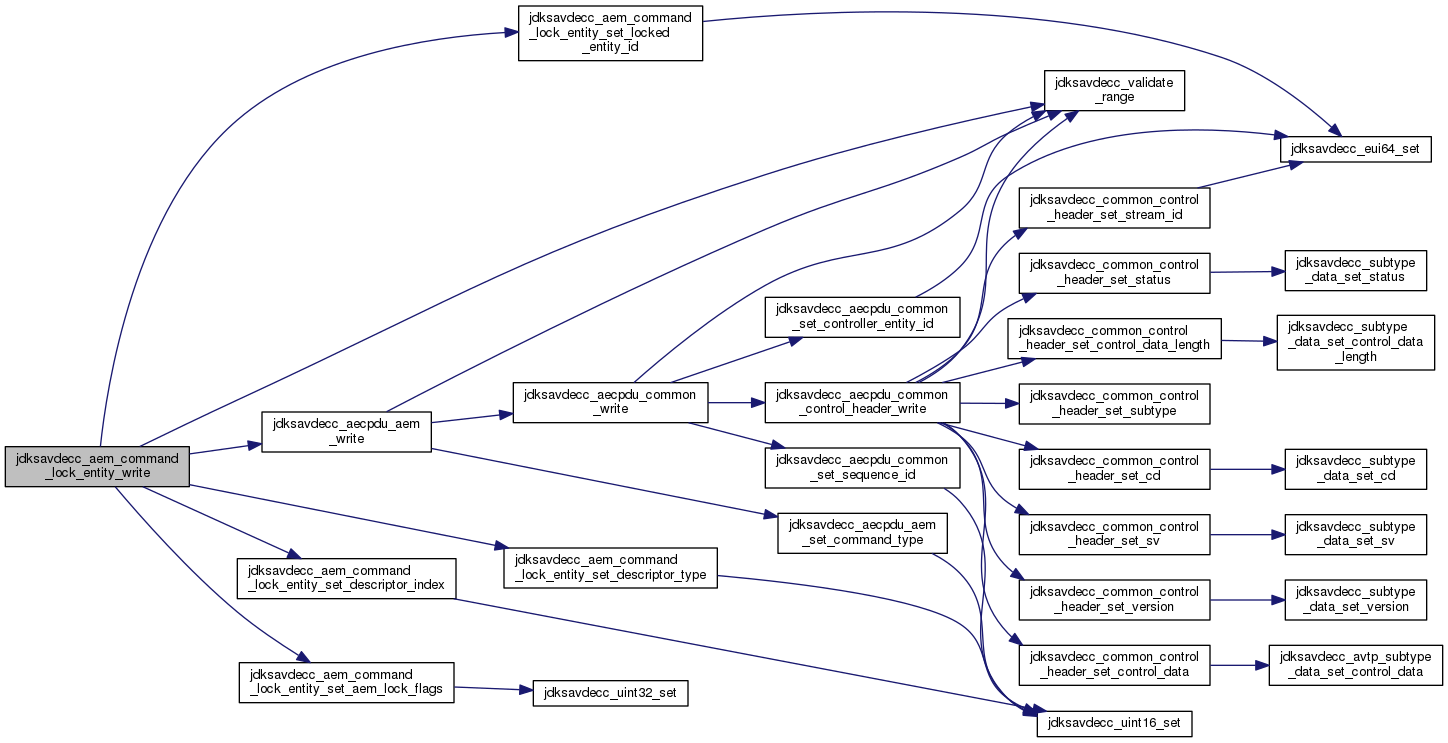 jdksavdecc_aem_command
_lock_entity_write
jdksavdecc_aem_command
_lock_entity_set_locked
_entity_id
jdksavdecc_validate
_range
jdksavdecc_eui64_set
jdksavdecc_common_control
_header_set_stream_id
jdksavdecc_common_control
_header_set_status
jdksavdecc_subtype
_data_set_status
jdksavdecc_aecpdu_common
_set_controller_entity_id
jdksavdecc_common_control
_header_set_control_data_length
jdksavdecc_subtype
_data_set_control_data
_length
jdksavdecc_aecpdu_aem
_write
jdksavdecc_aecpdu_common
_write
jdksavdecc_aecpdu_common
_control_header_write
jdksavdecc_common_control
_header_set_subtype
jdksavdecc_aecpdu_common
_set_sequence_id
jdksavdecc_common_control
_header_set_cd
jdksavdecc_subtype
_data_set_cd
jdksavdecc_aecpdu_aem
_set_command_type
jdksavdecc_common_control
_header_set_sv
jdksavdecc_subtype
_data_set_sv
jdksavdecc_aem_command
_lock_entity_set_descriptor_index
jdksavdecc_aem_command
_lock_entity_set_descriptor_type
jdksavdecc_common_control
_header_set_version
jdksavdecc_subtype
_data_set_version
jdksavdecc_aem_command
_lock_entity_set_aem_lock_flags
jdksavdecc_uint32_set
jdksavdecc_common_control
_header_set_control_data
jdksavdecc_avtp_subtype
_data_set_control_data
jdksavdecc_uint16_set